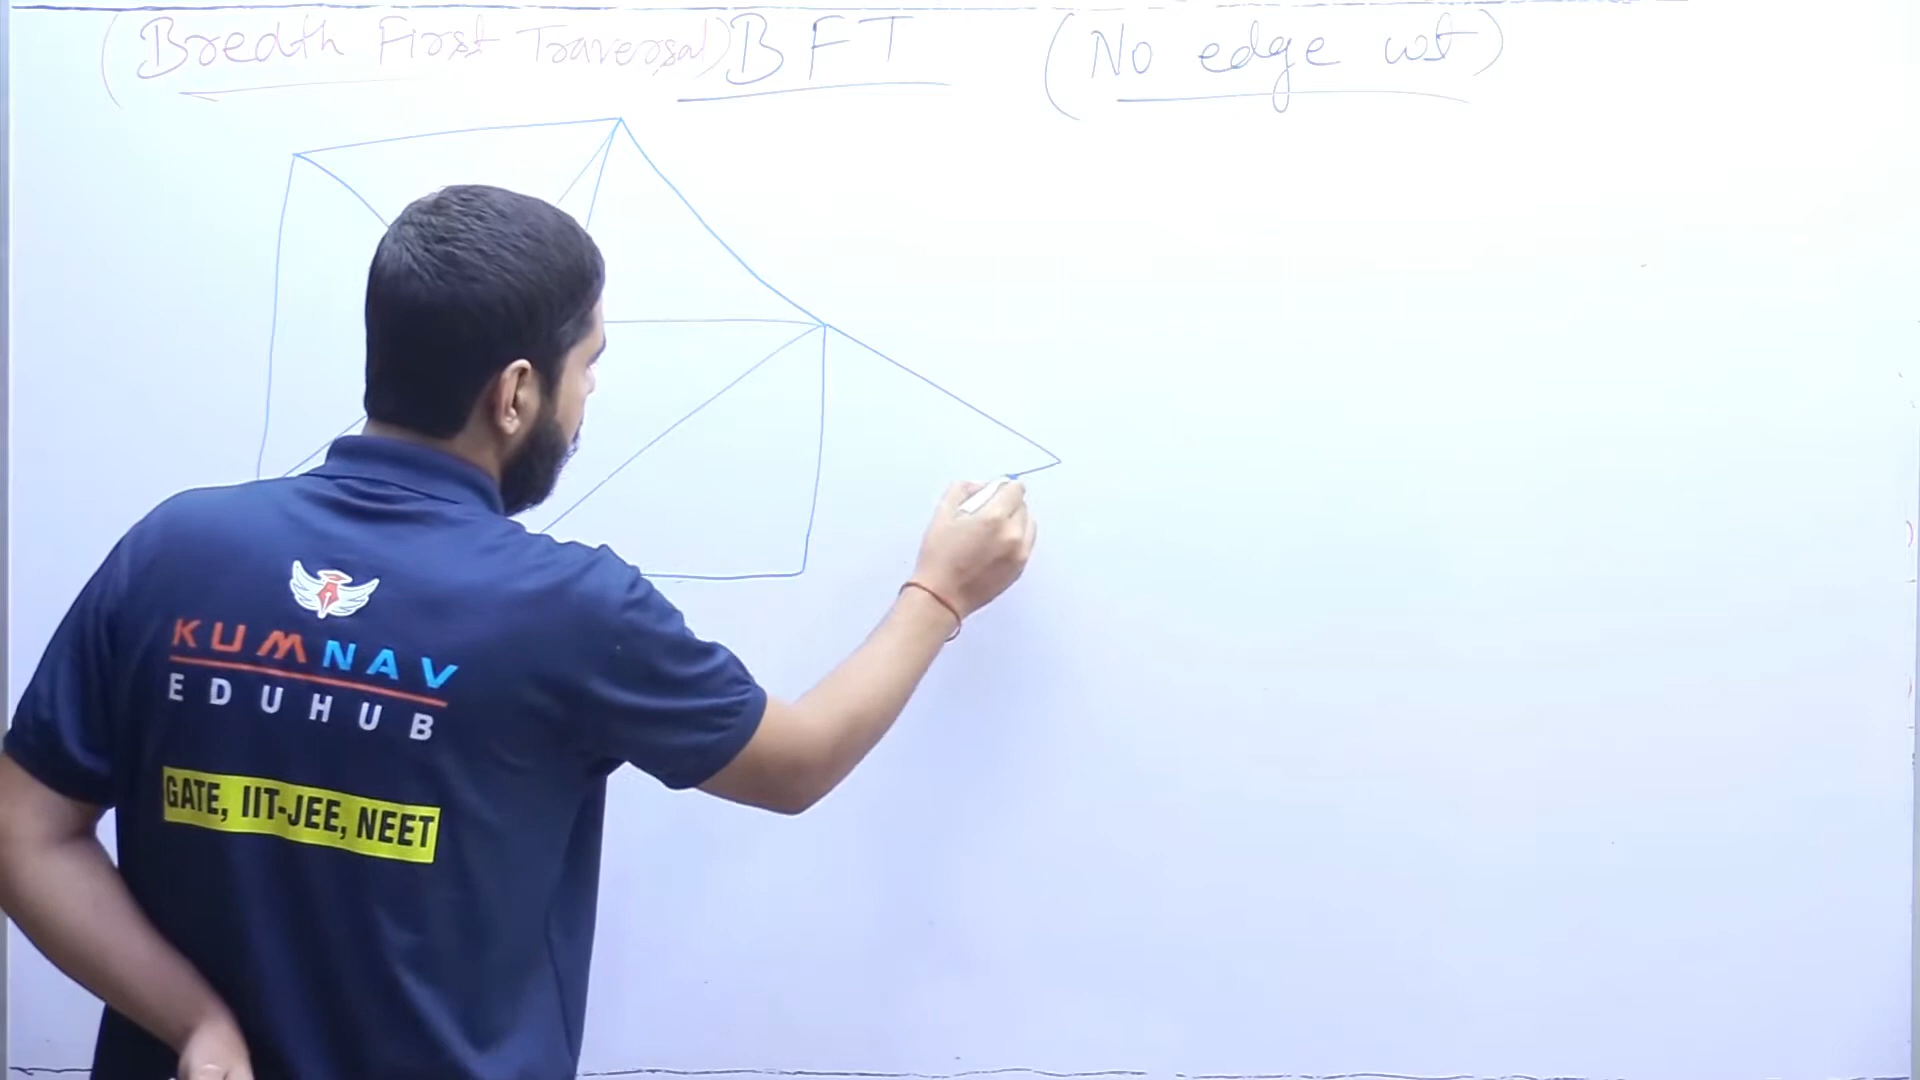 (Bredth First Traversal) BFT (No edge wt)
KUMNAV
EDUHUB
GATE, IIT-JEE, NEET